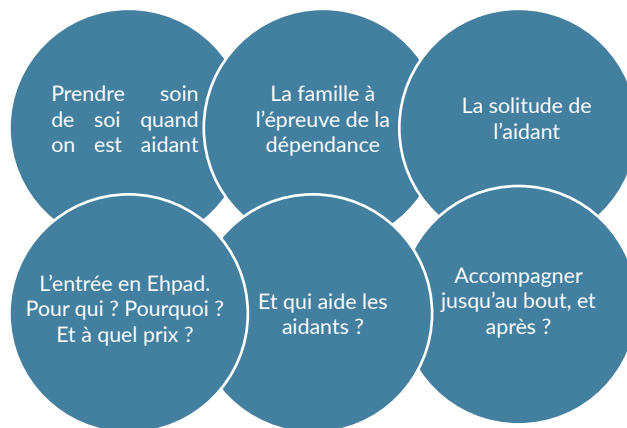 Prendre soin
de soi quand
on est aidant
La famille à
l’épreuve de la
dépendance
La solitude de
l’aidant
L’entrée en Ehpad.
Pour qui ? Pourquoi ?
Et à quel prix ?
Et qui aide les
aidants ?
Accompagner
jusqu’au bout, et
après ?